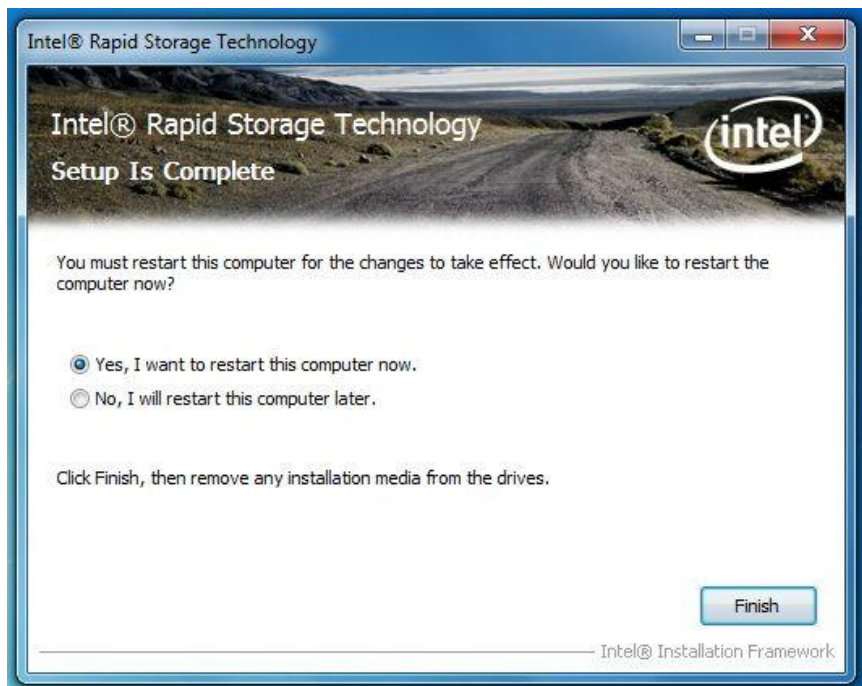 Intel® Rapid Storage Technology
Intel® Rapid Storage Technology
Setup Is Complete
intel
You must restart this computer for the changes to take effect. Would you like to restart the
computer now?
Yes, I want to restart this computer now.
No, I will restart this computer later.
Click Finish, then remove any installation media from the drives.
Finish
Intel® Installation Framework